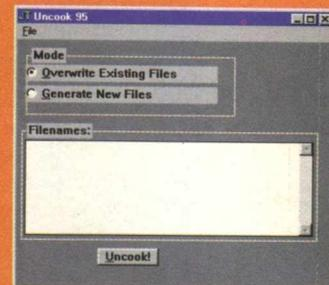 Uncook 95
File
Mode
Overwrite Existing Files
Generate New Files
Filenames:
Uncook!